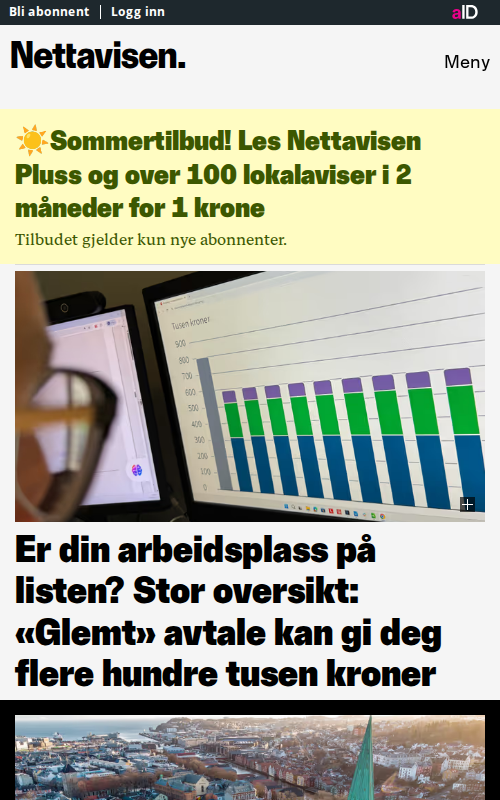 Bli abonnent
Logg inn
aID
Nettavisen.
Meny
☀️Sommertilbud! Les Nettavisen
Pluss og over 100 lokalaviser i 2
måneder for 1 krone
Tilbudet gjelder kun nye abonnenter.
Tusen kroner
900
800
700
600
500
400
300
200
100
0
Er din arbeidsplass på
listen? Stor oversikt:
«Glemt» avtale kan gi deg
flere hundre tusen kroner